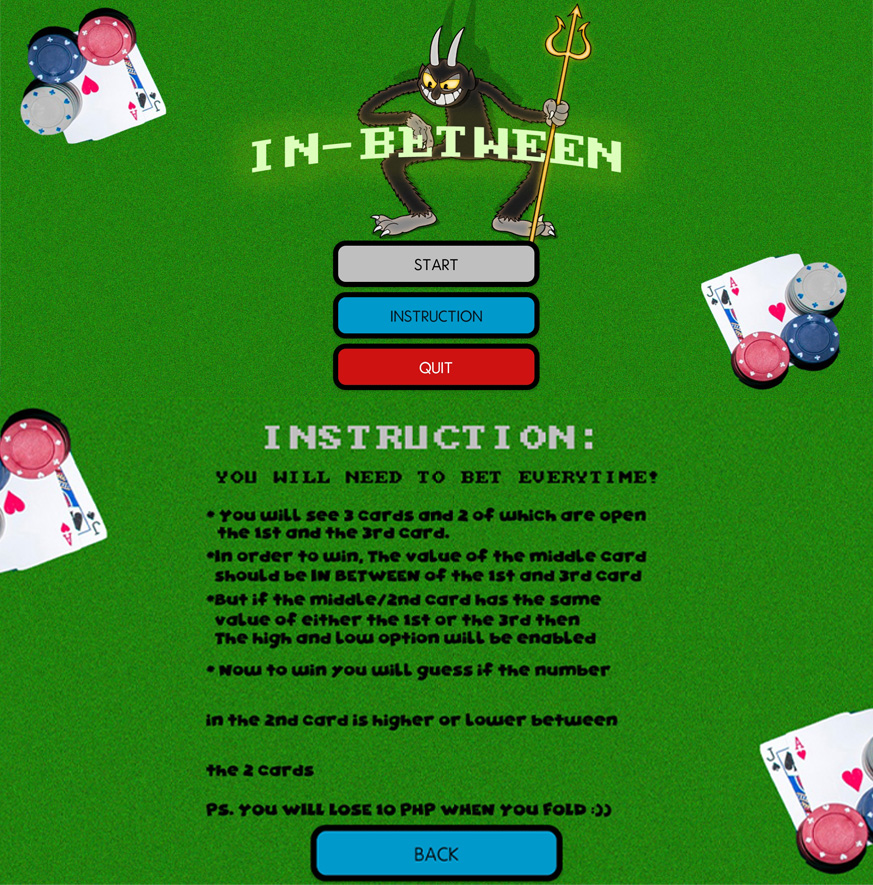 IN-BETWEEN
START
INSTRUCTION
QUIT
INSTRUCTION:
YOU WILL NEED TO BET EVERYTIME!
* You will see 3 cards and 2 of which are open
the 1st and the 3rd card.
*In order to win, The value of the middle card
should be IN BETWEEN of the 1st and 3rd card
*But if the middle/2nd card has the same
value of either the 1st or the 3rd then
The high and low option will be enabled
* Now to win you will guess if the number
in the 2nd card is higher or lower between
the 2 cards
PS. YOU WILL LOSE 10 PHP WHEN YOU FOLD :))
BACK
J
A
J
A
J
A
J
A